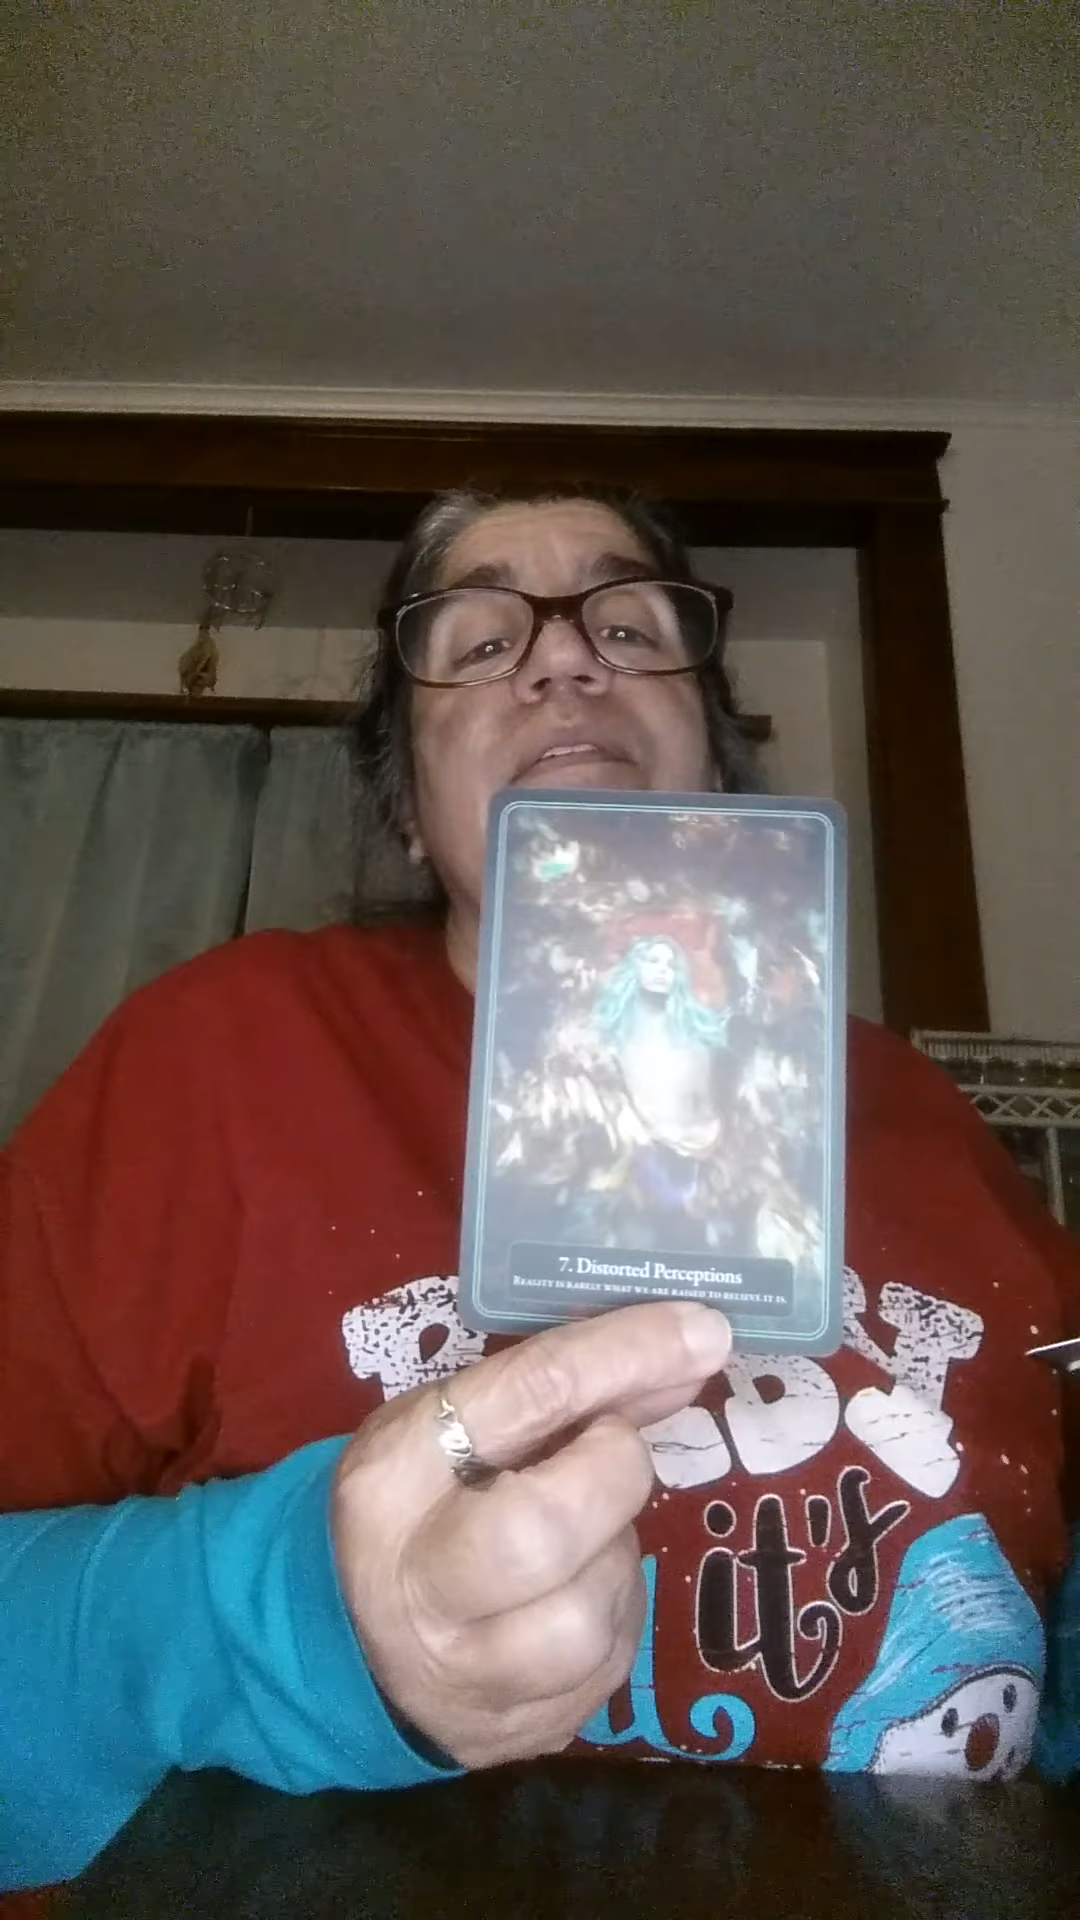 7. Distorted Perceptions
REALITY IS RARELY WHAT WE ARE RAISED TO BELIEVE IT IS.
it's